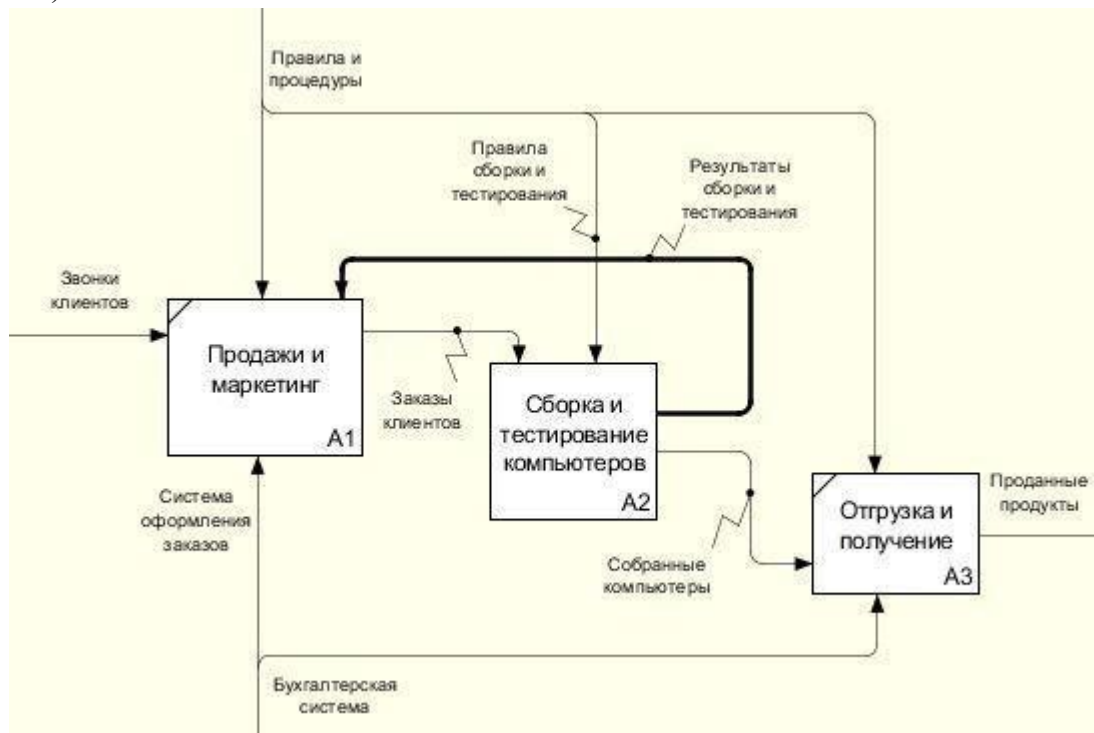 Правила и
процедуры
Правила
сборки и
тестирования
Результаты
сборки и
тестирования
Звонки
клиентов
Продажи и
маркетинг
A1
Заказы
клиентов
Сборка и
тестирование
компьютеров
A2
Система
оформления
заказов
Собранные
компьютеры
Отгрузка и
получение
A3
Проданные
продукты
Бухгалтерская
система